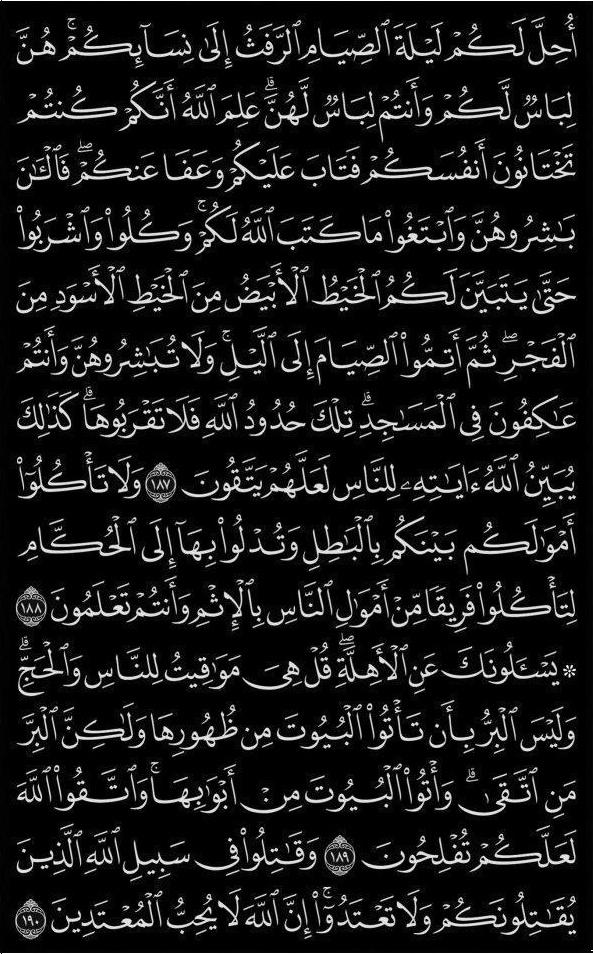 أُحِلَّ لَكُمْ لَيْلَةَ ٱلصِّيَامِ ٱلرَّفَثُ إِلَىٰ نِسَآئِكُمْۚ هُنَّ
لِبَاسٌ لَّكُمْ وَأَنتُمْ لِبَاسٌ لَّهُنَّۗ عَلِمَ ٱللَّهُ أَنَّكُمْ كُنتُمْ
تَخْتَانُونَ أَنفُسَكُمْ فَتَابَ عَلَيْكُمْ وَعَفَا عَنكُمْۖ فَٱلْـَٰٔنَ
بَـٰشِرُوهُنَّ وَٱبْتَغُوا۟ مَا كَتَبَ ٱللَّهُ لَكُمْۚ وَكُلُوا۟ وَٱشْرَبُوا۟
حَتَّىٰ يَتَبَيَّنَ لَكُمُ ٱلْخَيْطُ ٱلْأَبْيَضُ مِنَ ٱلْخَيْطِ ٱلْأَسْوَدِ مِنَ
ٱلْفَجْرِۖ ثُمَّ أَتِمُّوا۟ ٱلصِّيَامَ إِلَى ٱلَّيْلِۚ وَلَا تُبَـٰشِرُوهُنَّ وَأَنتُمْ
عَـٰكِفُونَ فِى ٱلْمَسَـٰجِدِۗ تِلْكَ حُدُودُ ٱللَّهِ فَلَا تَقْرَبُوهَاۗ كَذَٰلِكَ
يُبَيِّنُ ٱللَّهُ ءَايَـٰتِهِۦ لِلنَّاسِ لَعَلَّهُمْ يَتَّقُونَ ١٨٧ وَلَا تَأْكُلُوٓا۟
أَمْوَٰلَكُم بَيْنَكُم بِٱلْبَـٰطِلِ وَتُدْلُوا۟ بِهَآ إِلَى ٱلْحُكَّامِ
لِتَأْكُلُوا۟ فَرِيقًا مِّنْ أَمْوَٰلِ ٱلنَّاسِ بِٱلْإِثْمِ وَأَنتُمْ تَعْلَمُونَ ١٨٨
۞ يَسْـَٔلُونَكَ عَنِ ٱلْأَهِلَّةِۖ قُلْ هِىَ مَوَٰقِيتُ لِلنَّاسِ وَٱلْحَجِّۗ
وَلَيْسَ ٱلْبِرُّ بِأَن تَأْتُوا۟ ٱلْبُيُوتَ مِن ظُهُورِهَا وَلَـٰكِنَّ ٱلْبِرَّ
مَنِ ٱتَّقَىٰۗ وَأْتُوا۟ ٱلْبُيُوتَ مِنْ أَبْوَٰبِهَاۚ وَٱتَّقُوا۟ ٱللَّهَ
لَعَلَّكُمْ تُفْلِحُونَ ١٨٩ وَقَـٰتِلُوا۟ فِى سَبِيلِ ٱللَّهِ ٱلَّذِينَ
يُقَـٰتِلُونَكُمْ وَلَا تَعْتَدُوٓا۟ۚ إِنَّ ٱللَّهَ لَا يُحِبُّ ٱلْمُعْتَدِينَ ١٩٠